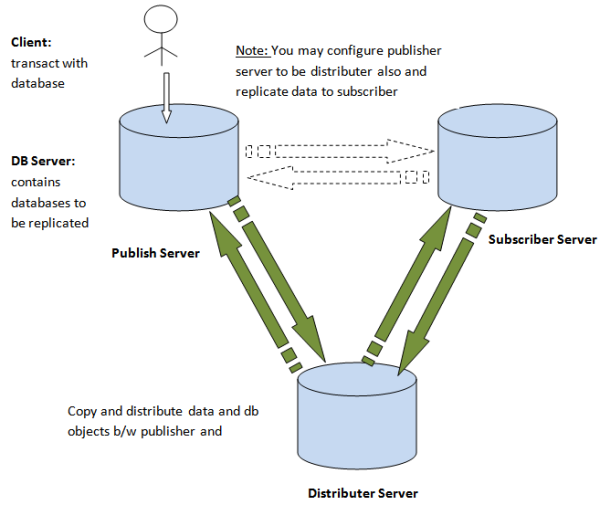 Client:
transact with
database
Note: You may configure publisher
server to be distributer also and
replicate data to subscriber
DB Server:
contains
databases to
be replicated
Publish Server
Subscriber Server
Copy and distribute data and db
objects b/w publisher and
Distributer Server